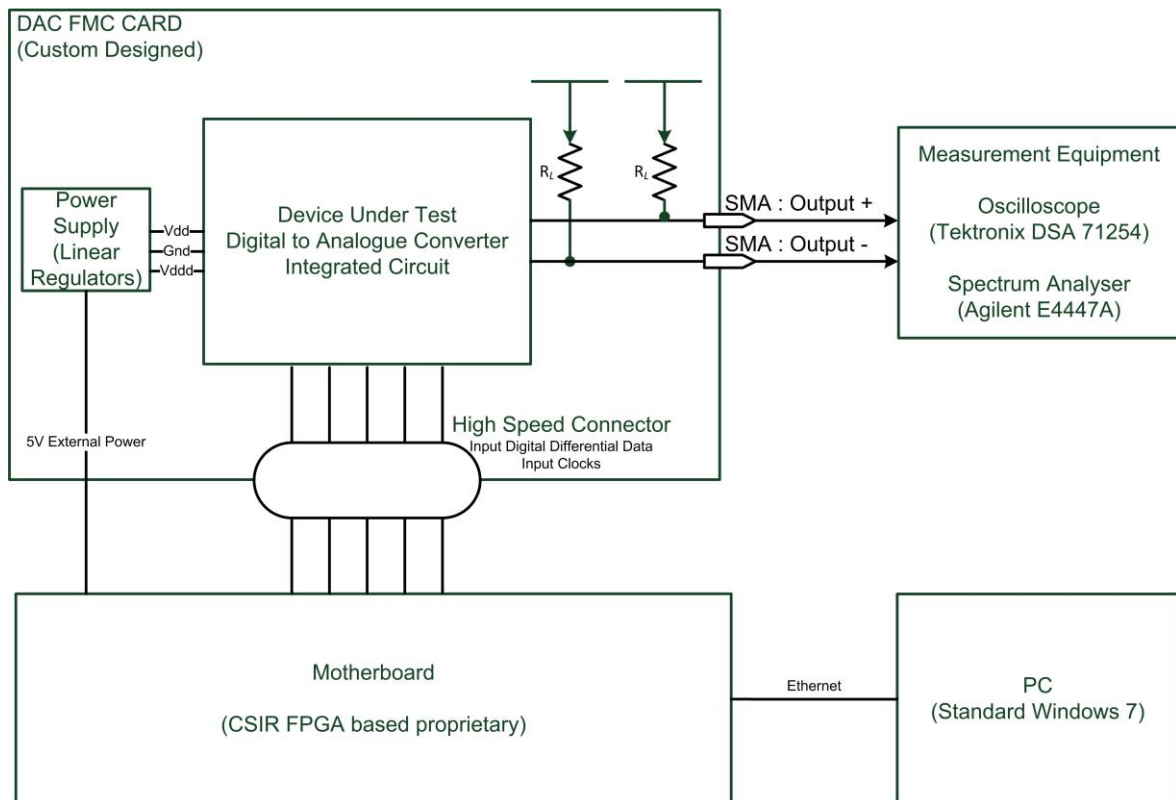 DAC FMC CARD
(Custom Designed)
Power
Supply
(Linear
Regulators)
Vdd
Gnd
Vddd
Device Under Test
Digital to Analogue Converter
Integrated Circuit
RL
RL
SMA : Output +
SMA : Output -
Measurement Equipment
Oscilloscope
(Tektronix DSA 71254)
Spectrum Analyser
(Agilent E4447A)
5V External Power
High Speed Connector
Input Digital Differential Data
Input Clocks
Motherboard
(CSIR FPGA based proprietary)
Ethernet
PC
(Standard Windows 7)